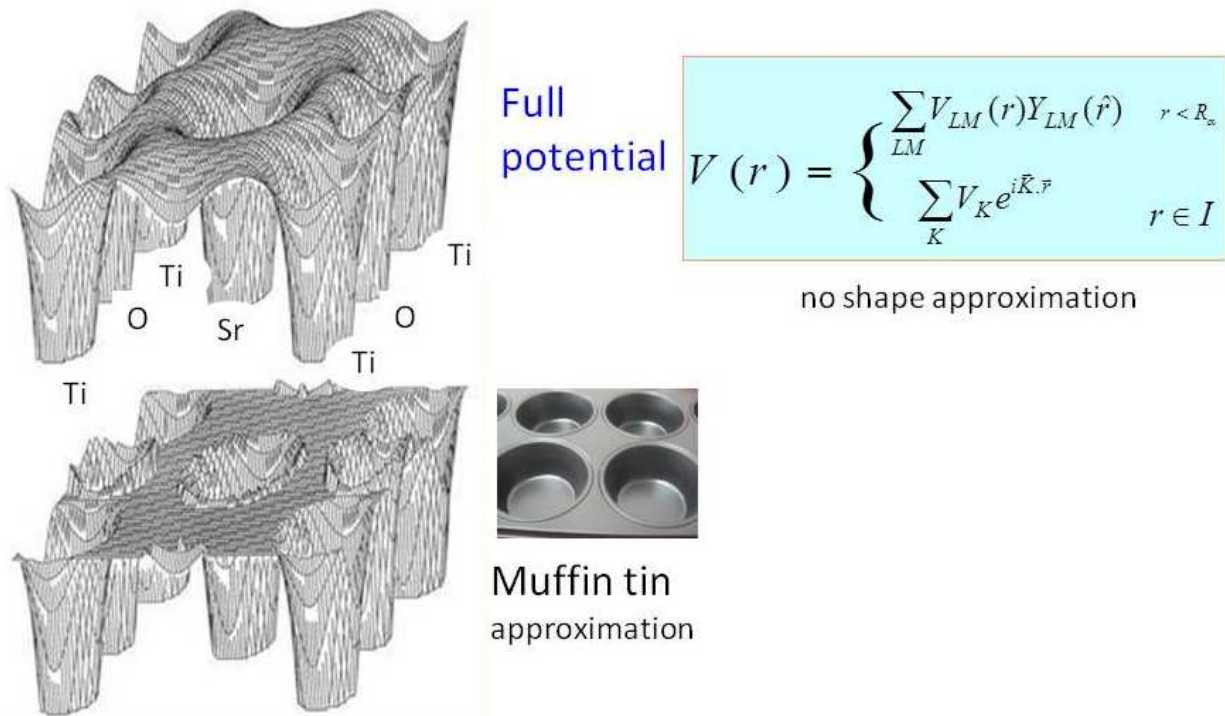 Full
potential
V (r) = { ∑_{LM} V_{LM}(r)Y_{LM}(r̂) r < R_α
∑_K V_K e^{iK⃗.r⃗} r ∈ I
no shape approximation
Ti
Ti
O
Sr
O
Ti
Ti
Muffin tin
approximation